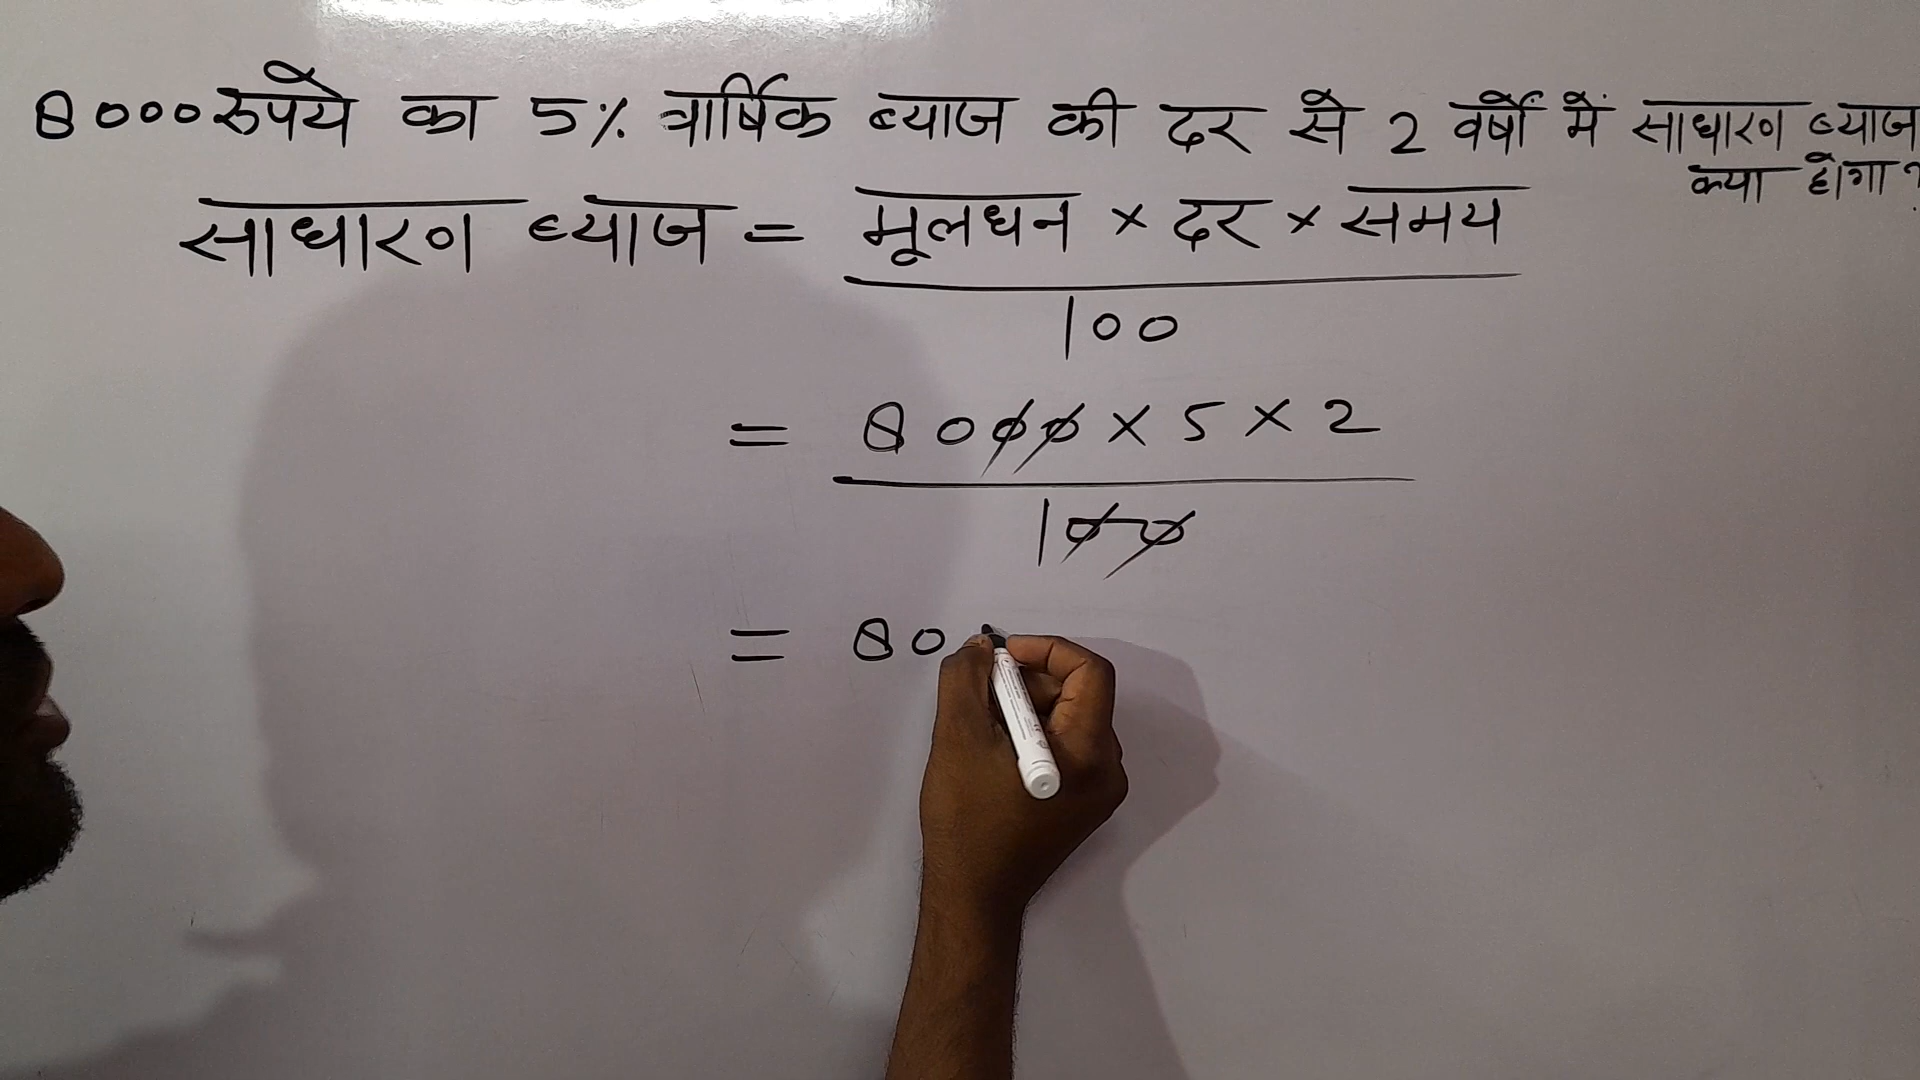 8000 रुपये का 5% वार्षिक ब्याज की दर से 2 वर्षों में साधारण ब्याज
क्या होगा?
साधारण ब्याज = मूलधन × दर × समय
100
= 8000 × 5 × 2
100
= 80